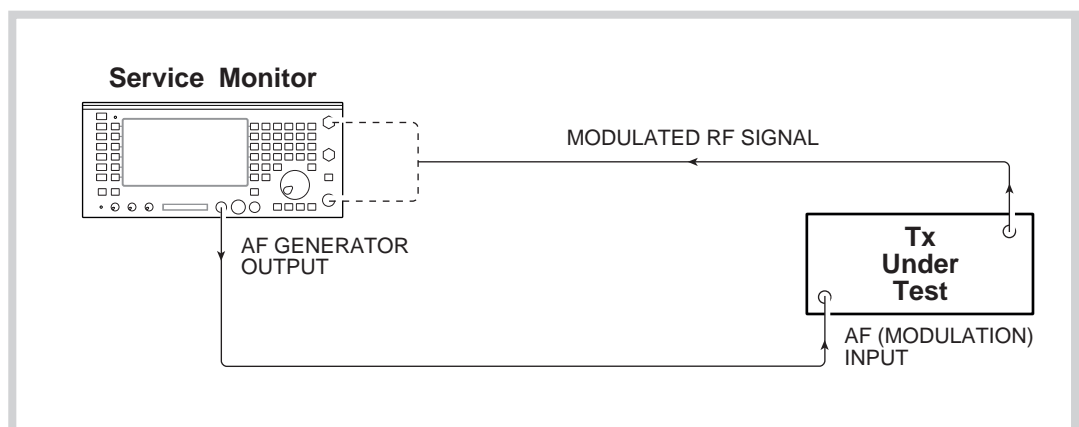 Service Monitor
MODULATED RF SIGNAL
AF GENERATOR
OUTPUT
Tx
Under
Test
AF (MODULATION)
INPUT